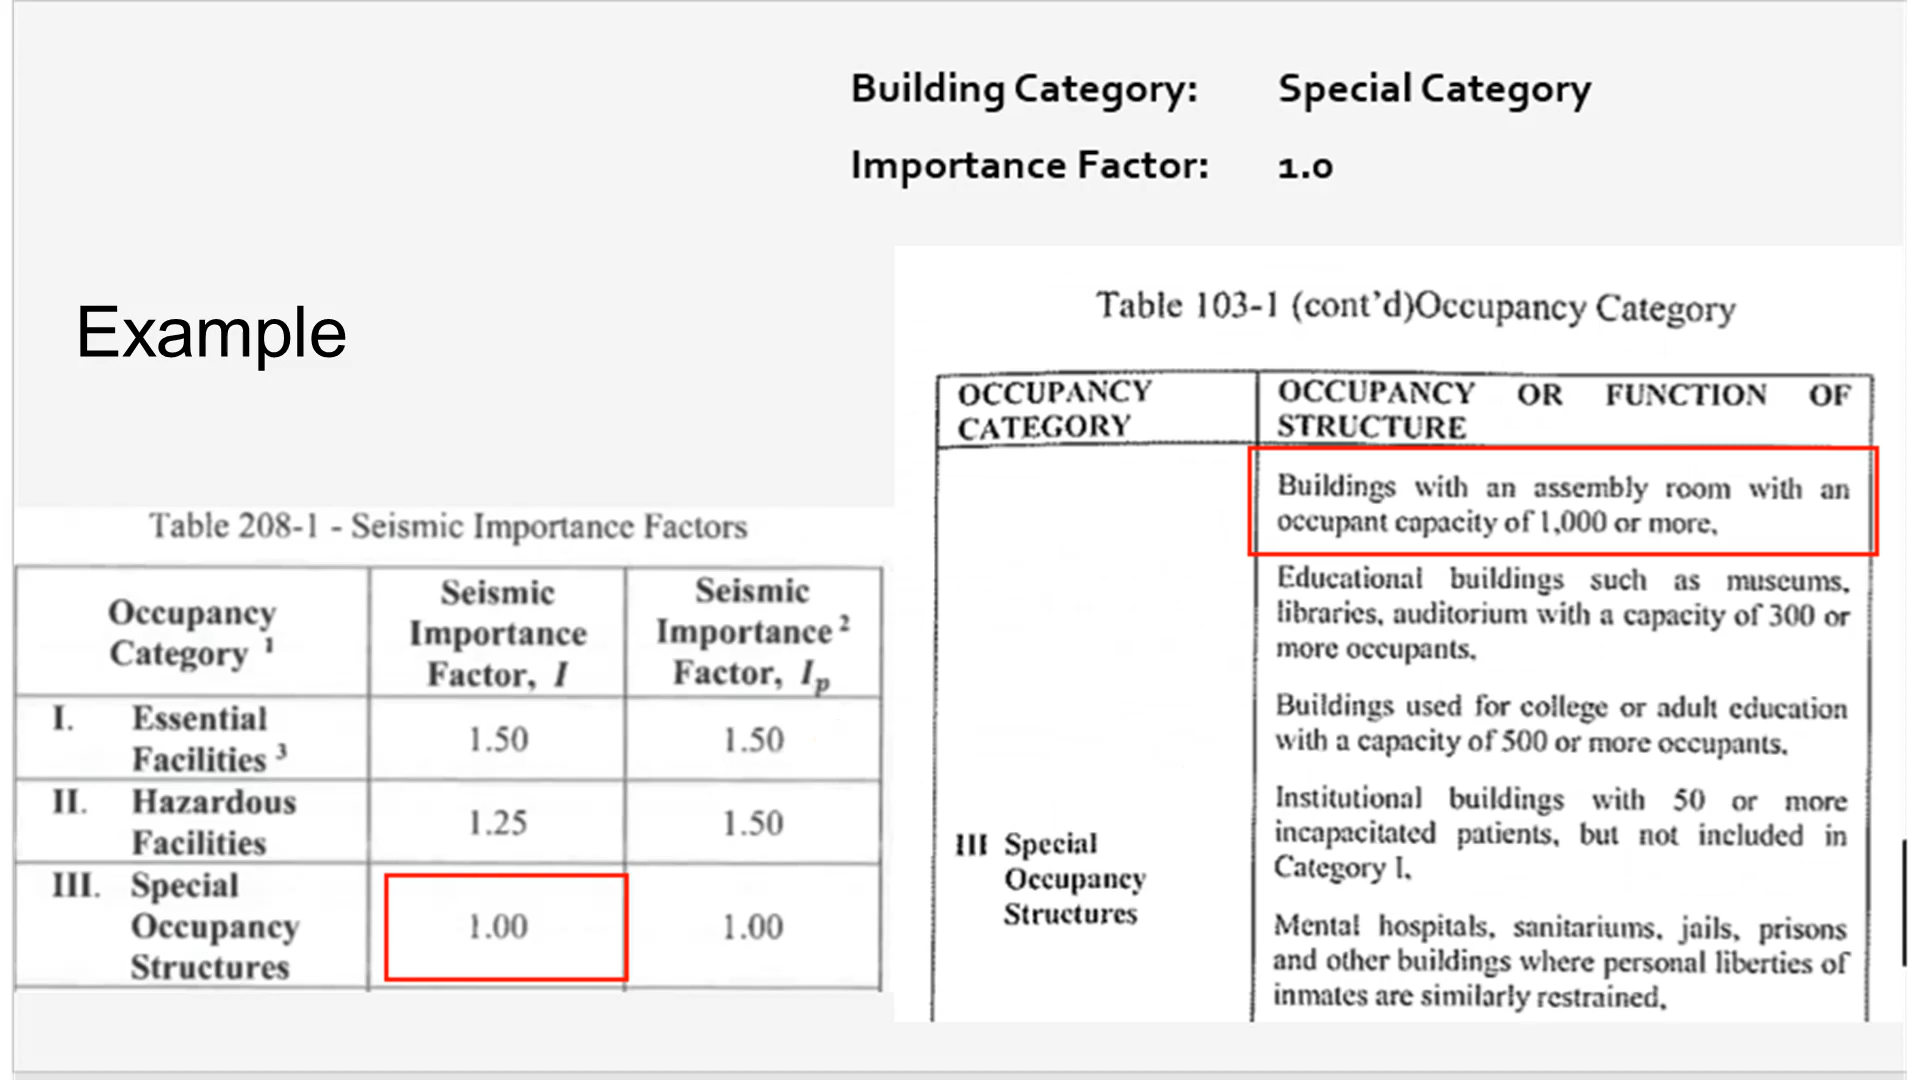 Building Category: Special Category
Importance Factor: 1.0
Example
Table 208-1 - Seismic Importance Factors
Occupancy
Category 1
Seismic
Importance
Factor, I
Seismic
Importance 2
Factor, Ip
I. Essential
Facilities 3
1.50
1.50
II. Hazardous
Facilities
1.25
1.50
III. Special
Occupancy
Structures
1.00
1.00
Table 103-1 (cont'd)Occupancy Category
OCCUPANCY
CATEGORY
OCCUPANCY OR FUNCTION OF
STRUCTURE
III Special
Occupancy
Structures
Buildings with an assembly room with an
occupant capacity of 1,000 or more.
Educational buildings such as museums,
libraries, auditorium with a capacity of 300 or
more occupants.
Buildings used for college or adult education
with a capacity of 500 or more occupants.
Institutional buildings with 50 or more
incapacitated patients, but not included in
Category I.
Mental hospitals, sanitariums, jails, prisons
and other buildings where personal liberties of
inmates are similarly restrained.